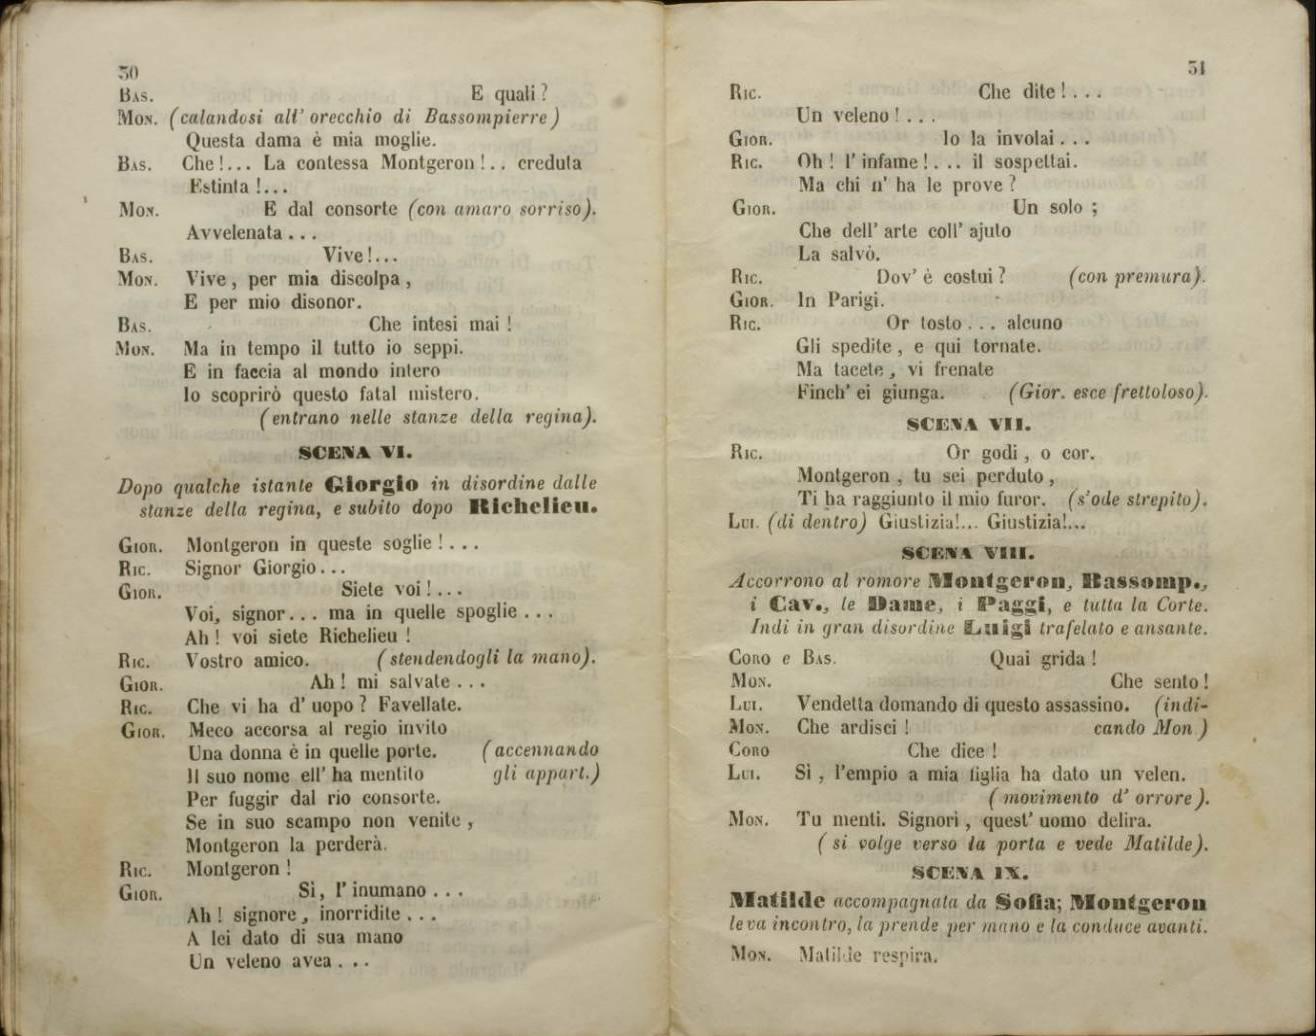 30
BAS. E quali ?
MON. (calandosi all' orecchio di Bassompierre)
Questa dama è mia moglie.
BAS. Che !... La contessa Montgeron !.. creduta
Estinta !...
MON. E dal consorte (con amaro sorriso).
Avvelenata . . .
BAS. Vive !...
MON. Vive , per mia discolpa ,
E per mio disonor.
BAS. Che intesi mai !
MON. Ma in tempo il tutto io seppi.
E in faccia al mondo intero
Io scoprirò questo fatal mistero.
(entrano nelle stanze della regina).
SCENA VI.
Dopo qualche istante Giorgio in disordine dalle
stanze della regina, e subito dopo Richelieu.
GIOR. Montgeron in queste soglie ! . . .
RIC. Signor Giorgio . . .
GIOR. Siete voi ! . . .
Voi, signor . . . ma in quelle spoglie . . .
Ah ! voi siete Richelieu !
RIC. Vostro amico. (stendendogli la mano).
GIOR. Ah ! mi salvate . . .
RIC. Che vi ha d' uopo ? Favellate.
GIOR. Meco accorsa al regio invito
Una donna è in quelle porte. (accennando
Il suo nome ell' ha mentito gli appart.)
Per fuggir dal rio consorte.
Se in suo scampo non venite ,
Montgeron la perderà.
RIC. Montgeron !
GIOR. Sì, l' inumano . . .
Ah ! signore , inorridite . . .
A lei dato di sua mano
Un veleno avea . . .
31
RIC. Che dite ! . . .
Un veleno ! . . .
GIOR. Io la involai . . .
RIC. Oh ! l' infame ! . . . il sospettai.
Ma chi n' ha le prove ?
GIOR. Un solo ;
Che dell' arte coll' ajuto
La salvò.
RIC. Dov' è costui ? (con premura).
GIOR. In Parigi.
RIC. Or tosto . . . alcuno
Gli spedite , e qui tornate.
Ma tacete , vi frenate
Finch' ei giunga. (Gior. esce frettoloso).
SCENA VII.
RIC. Or godi , o cor.
Montgeron , tu sei perduto ,
Ti ha raggiunto il mio furor. (s'ode strepito).
LUI. (di dentro) Giustizia!... Giustizia!...
SCENA VIII.
Accorrono al romore Montgeron, Bassomp.,
i Cav., le Dame, i Paggi, e tutta la Corte.
Indi in gran disordine Luigi trafelato e ansante.
CORO e BAS. Quai grida !
MON. Che sento !
LUI. Vendetta domando di questo assassino. (indi-
MON. Che ardisci ! cando Mon )
CORO Che dice !
LUI. Sì , l'empio a mia figlia ha dato un velen.
( movimento d' orrore ).
MON. Tu menti. Signori , quest' uomo delira.
( si volge verso la porta e vede Matilde).
SCENA IX.
Matilde accompagnata da Sofia; Montgeron
le va incontro, la prende per mano e la conduce avanti.
MON. Matilde respira.